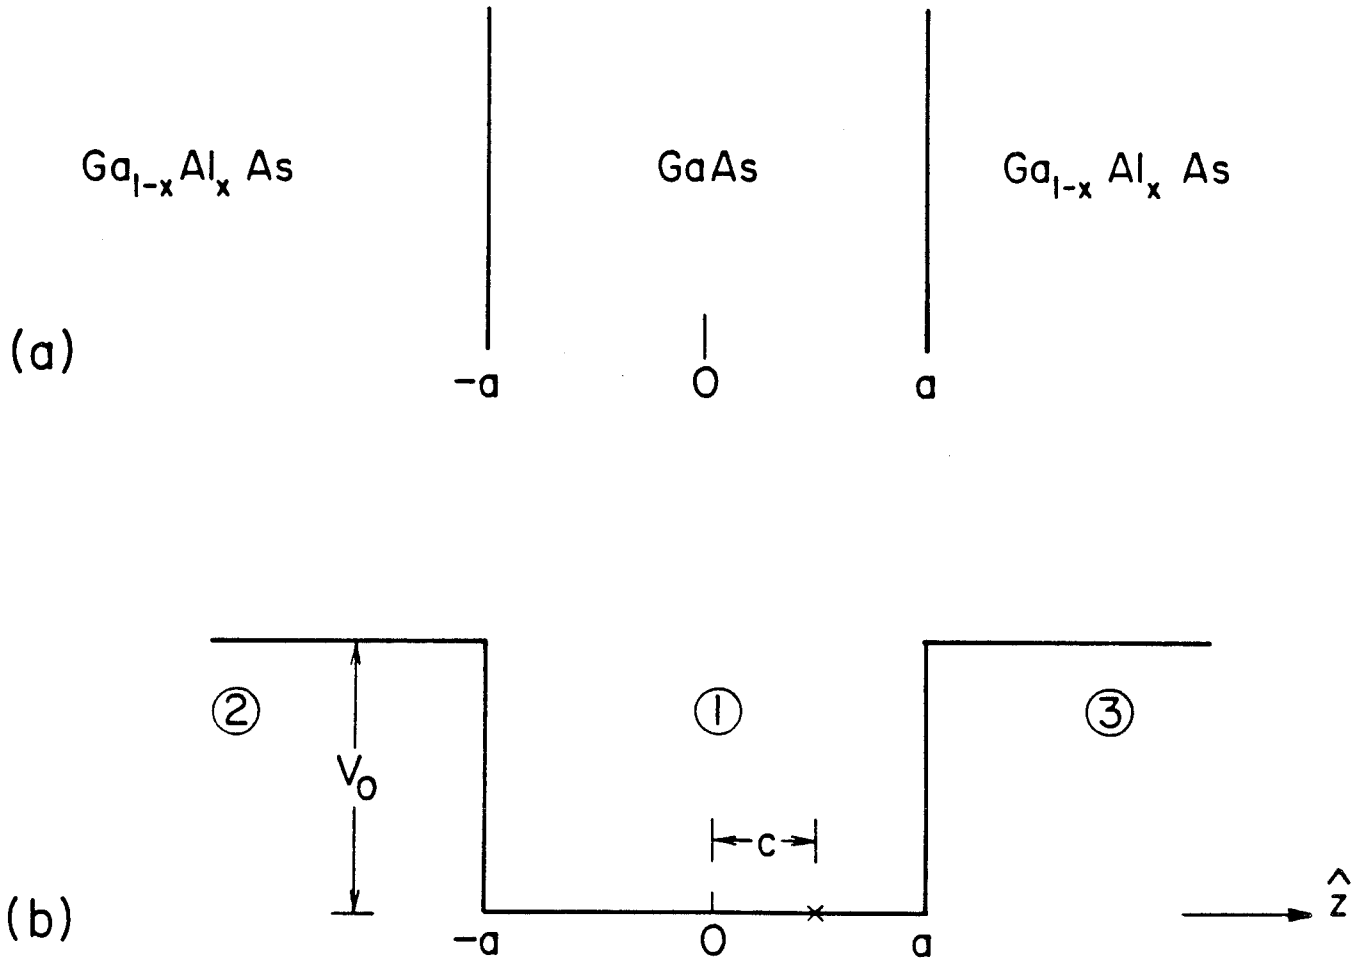 Ga₁₋ₓ Alₓ As GaAs Ga₁₋ₓ Alₓ As
(a)
-a 0 a
② ① ③
V₀
c
(b)
-a 0 a
ẑ